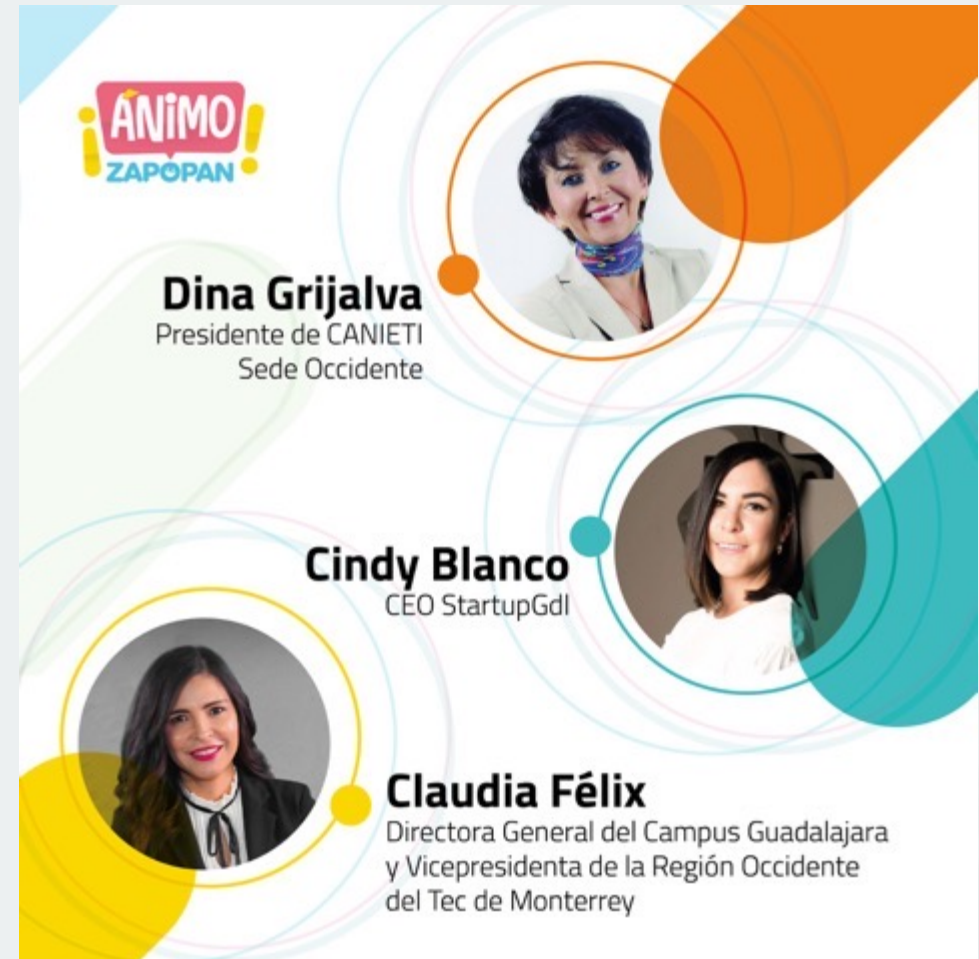 ¡ÁNiMO!
ZAPOPAN
Dina Grijalva
Presidente de CANIETI
Sede Occidente
Cindy Blanco
CEO StartupGdl
Claudia Félix
Directora General del Campus Guadalajara
y Vicepresidenta de la Región Occidente
del Tec de Monterrey